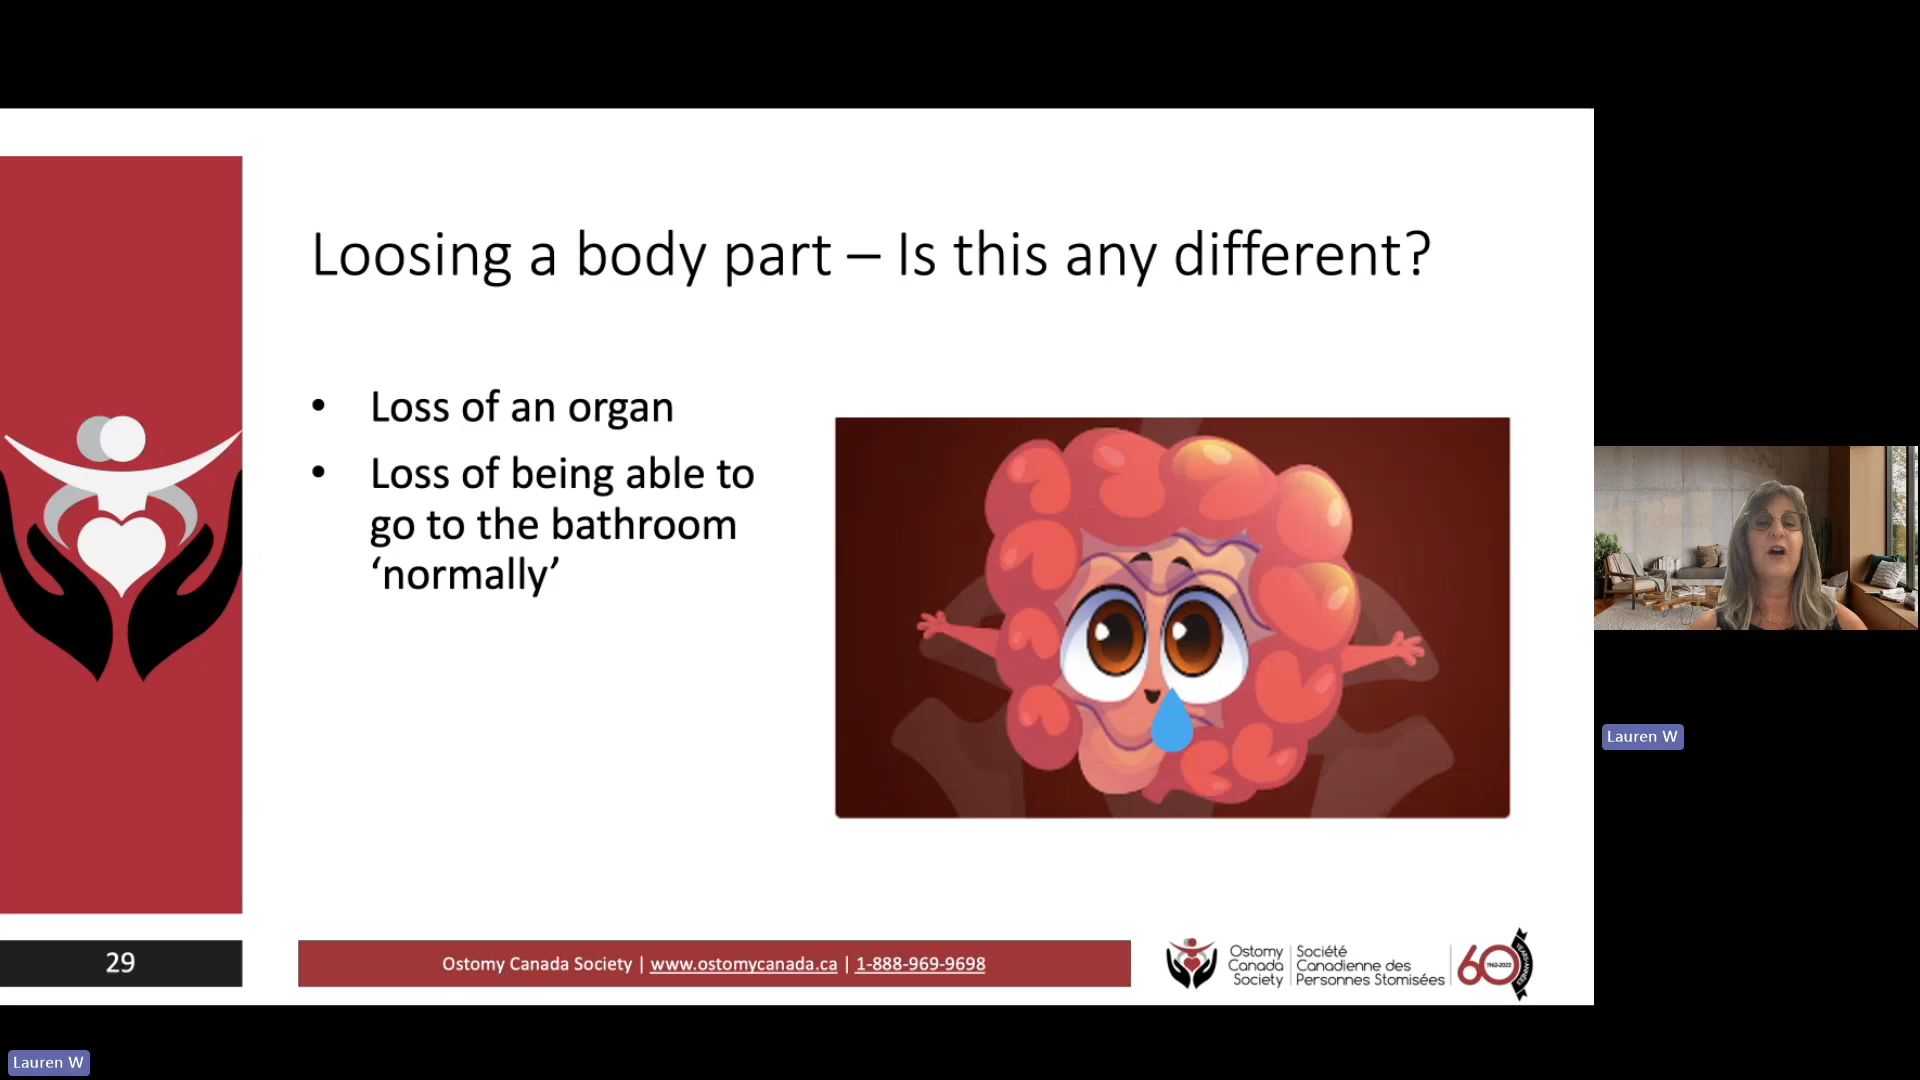 Loosing a body part – Is this any different?
• Loss of an organ
• Loss of being able to
go to the bathroom
‘normally’
29
Ostomy Canada Society | www.ostomycanada.ca | 1-888-969-9698
Ostomy
Canada
Society
Société
Canadienne des
Personnes Stomisées
60
1962-2022
Lauren W
Lauren W